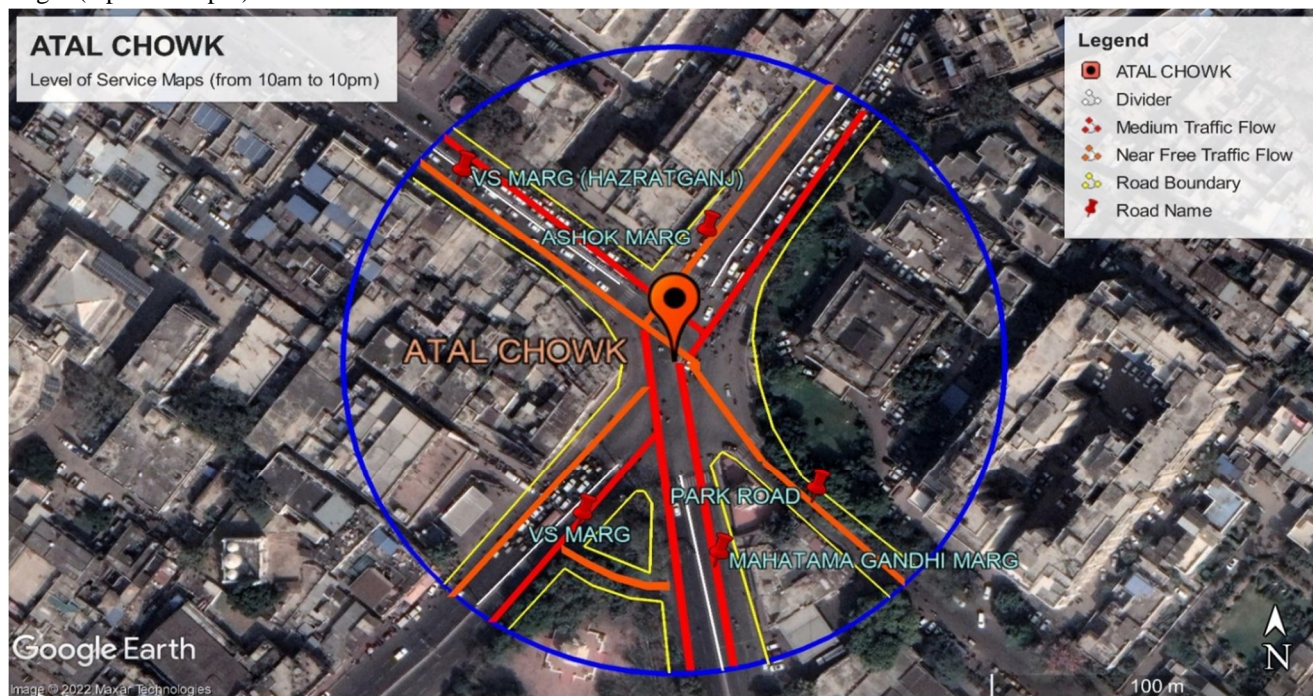 ATAL CHOWK
Level of Service Maps (from 10am to 10pm)
Legend
ATAL CHOWK
Divider
Medium Traffic Flow
Near Free Traffic Flow
Road Boundary
Road Name
VS MARG (HAZRATGANJ)
ASHOK MARG
ATAL CHOWK
PARK ROAD
VS MARG
MAHATAMA GANDHI MARG
Google Earth
Image © 2022 Maxar Technologies
N
100 m